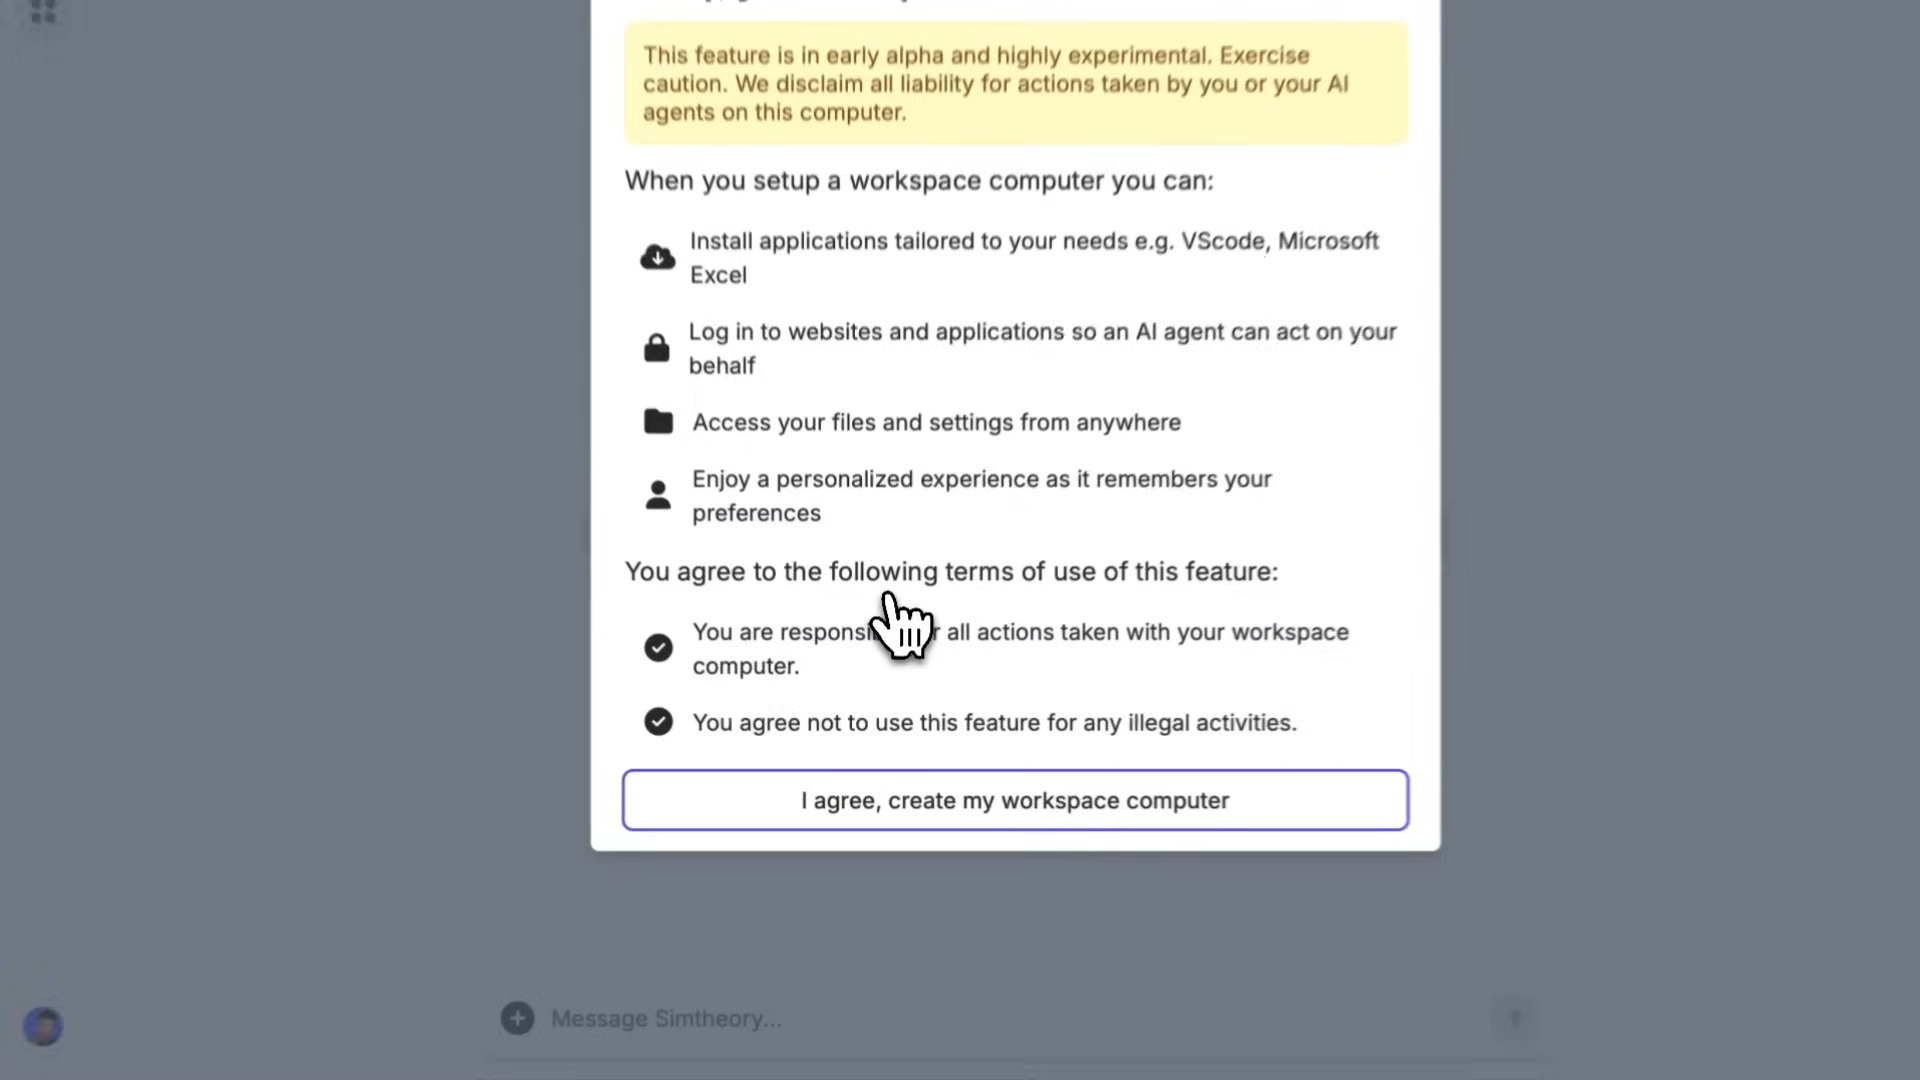 This feature is in early alpha and highly experimental. Exercise
caution. We disclaim all liability for actions taken by you or your AI
agents on this computer.
When you setup a workspace computer you can:
Install applications tailored to your needs e.g. VScode, Microsoft
Excel
Log in to websites and applications so an AI agent can act on your
behalf
Access your files and settings from anywhere
Enjoy a personalized experience as it remembers your
preferences
You agree to the following terms of use of this feature:
You are all actions taken with your workspace
computer.
You agree not to use this feature for any illegal activities.
I agree, create my workspace computer
Message Simtheory...